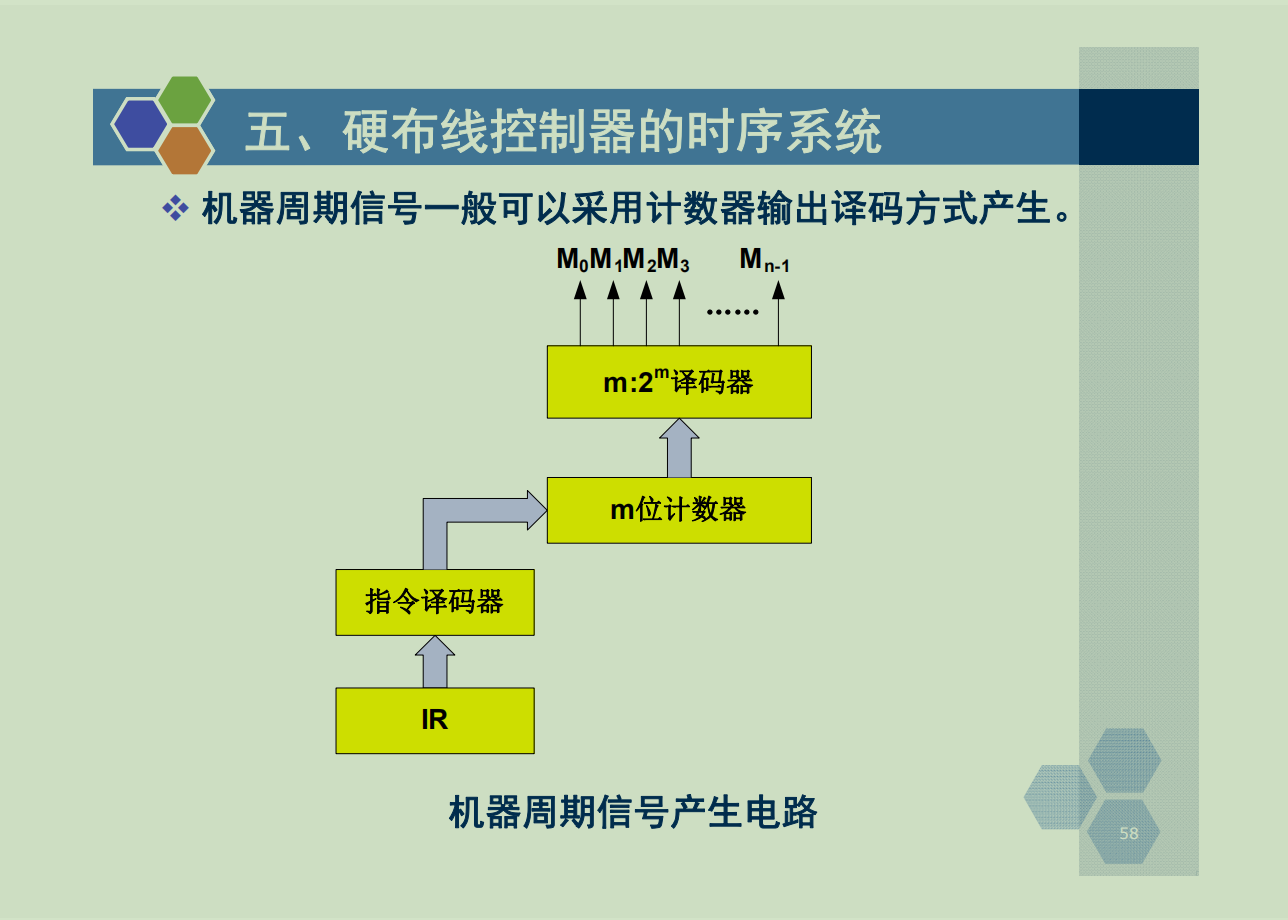 五、硬布线控制器的时序系统
机器周期信号一般可以采用计数器输出译码方式产生。
M0M1M2M3 ...... Mn-1
m:2^m译码器
m位计数器
指令译码器
IR
机器周期信号产生电路
58